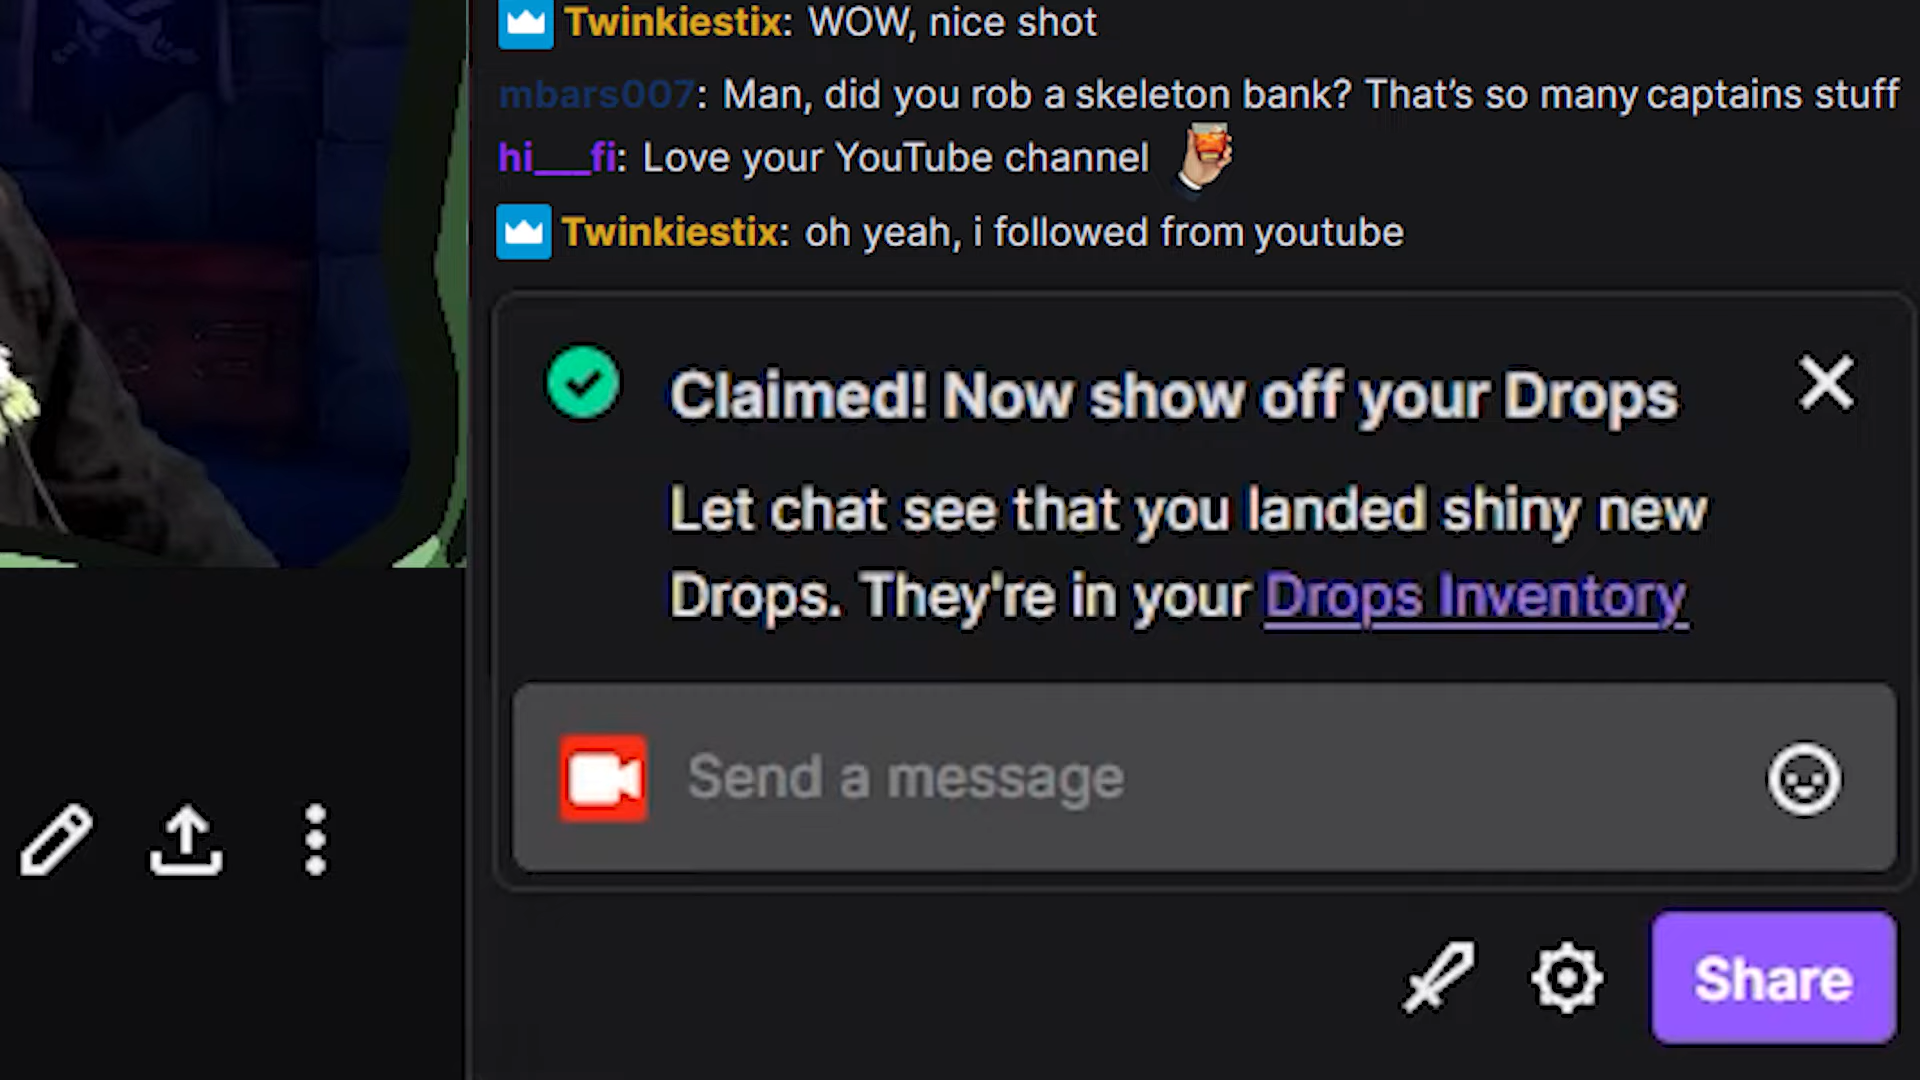 Twinkiestix: WOW, nice shot
mbars007: Man, did you rob a skeleton bank? That's so many captains stuff
hi___fi: Love your YouTube channel
Twinkiestix: oh yeah, i followed from youtube
Claimed! Now show off your Drops
Let chat see that you landed shiny new
Drops. They're in your Drops Inventory
Send a message
Share